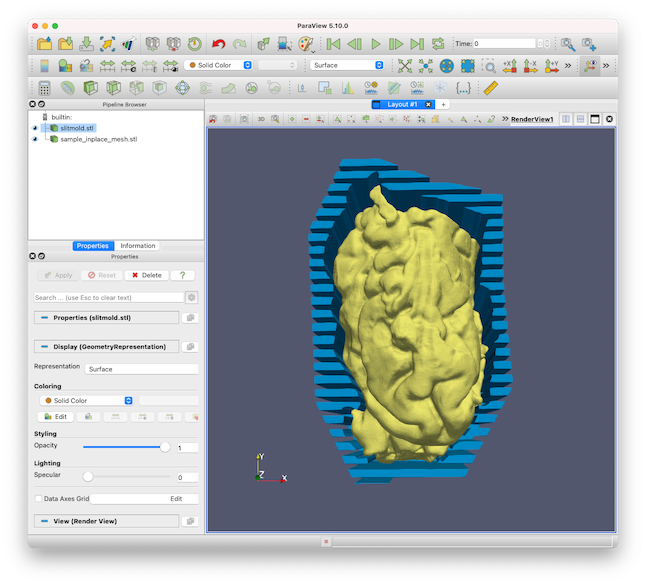 ParaView 5.10.0
Time: 0
Solid Color
Surface
+X
-X
+Y
Pipeline Browser
builtin:
slitmold.stl
sample_inplace_mesh.stl
Layout #1
+
3D
RenderView1
Properties
Information
Properties
Apply
Reset
Delete
?
Search ... (use Esc to clear text)
Properties (slitmold.stl)
Display (GeometryRepresentation)
Representation
Surface
Coloring
Solid Color
Edit
Styling
Opacity
1
Lighting
Specular
0
Data Axes Grid
Edit
View (Render View)
Y
Z
X